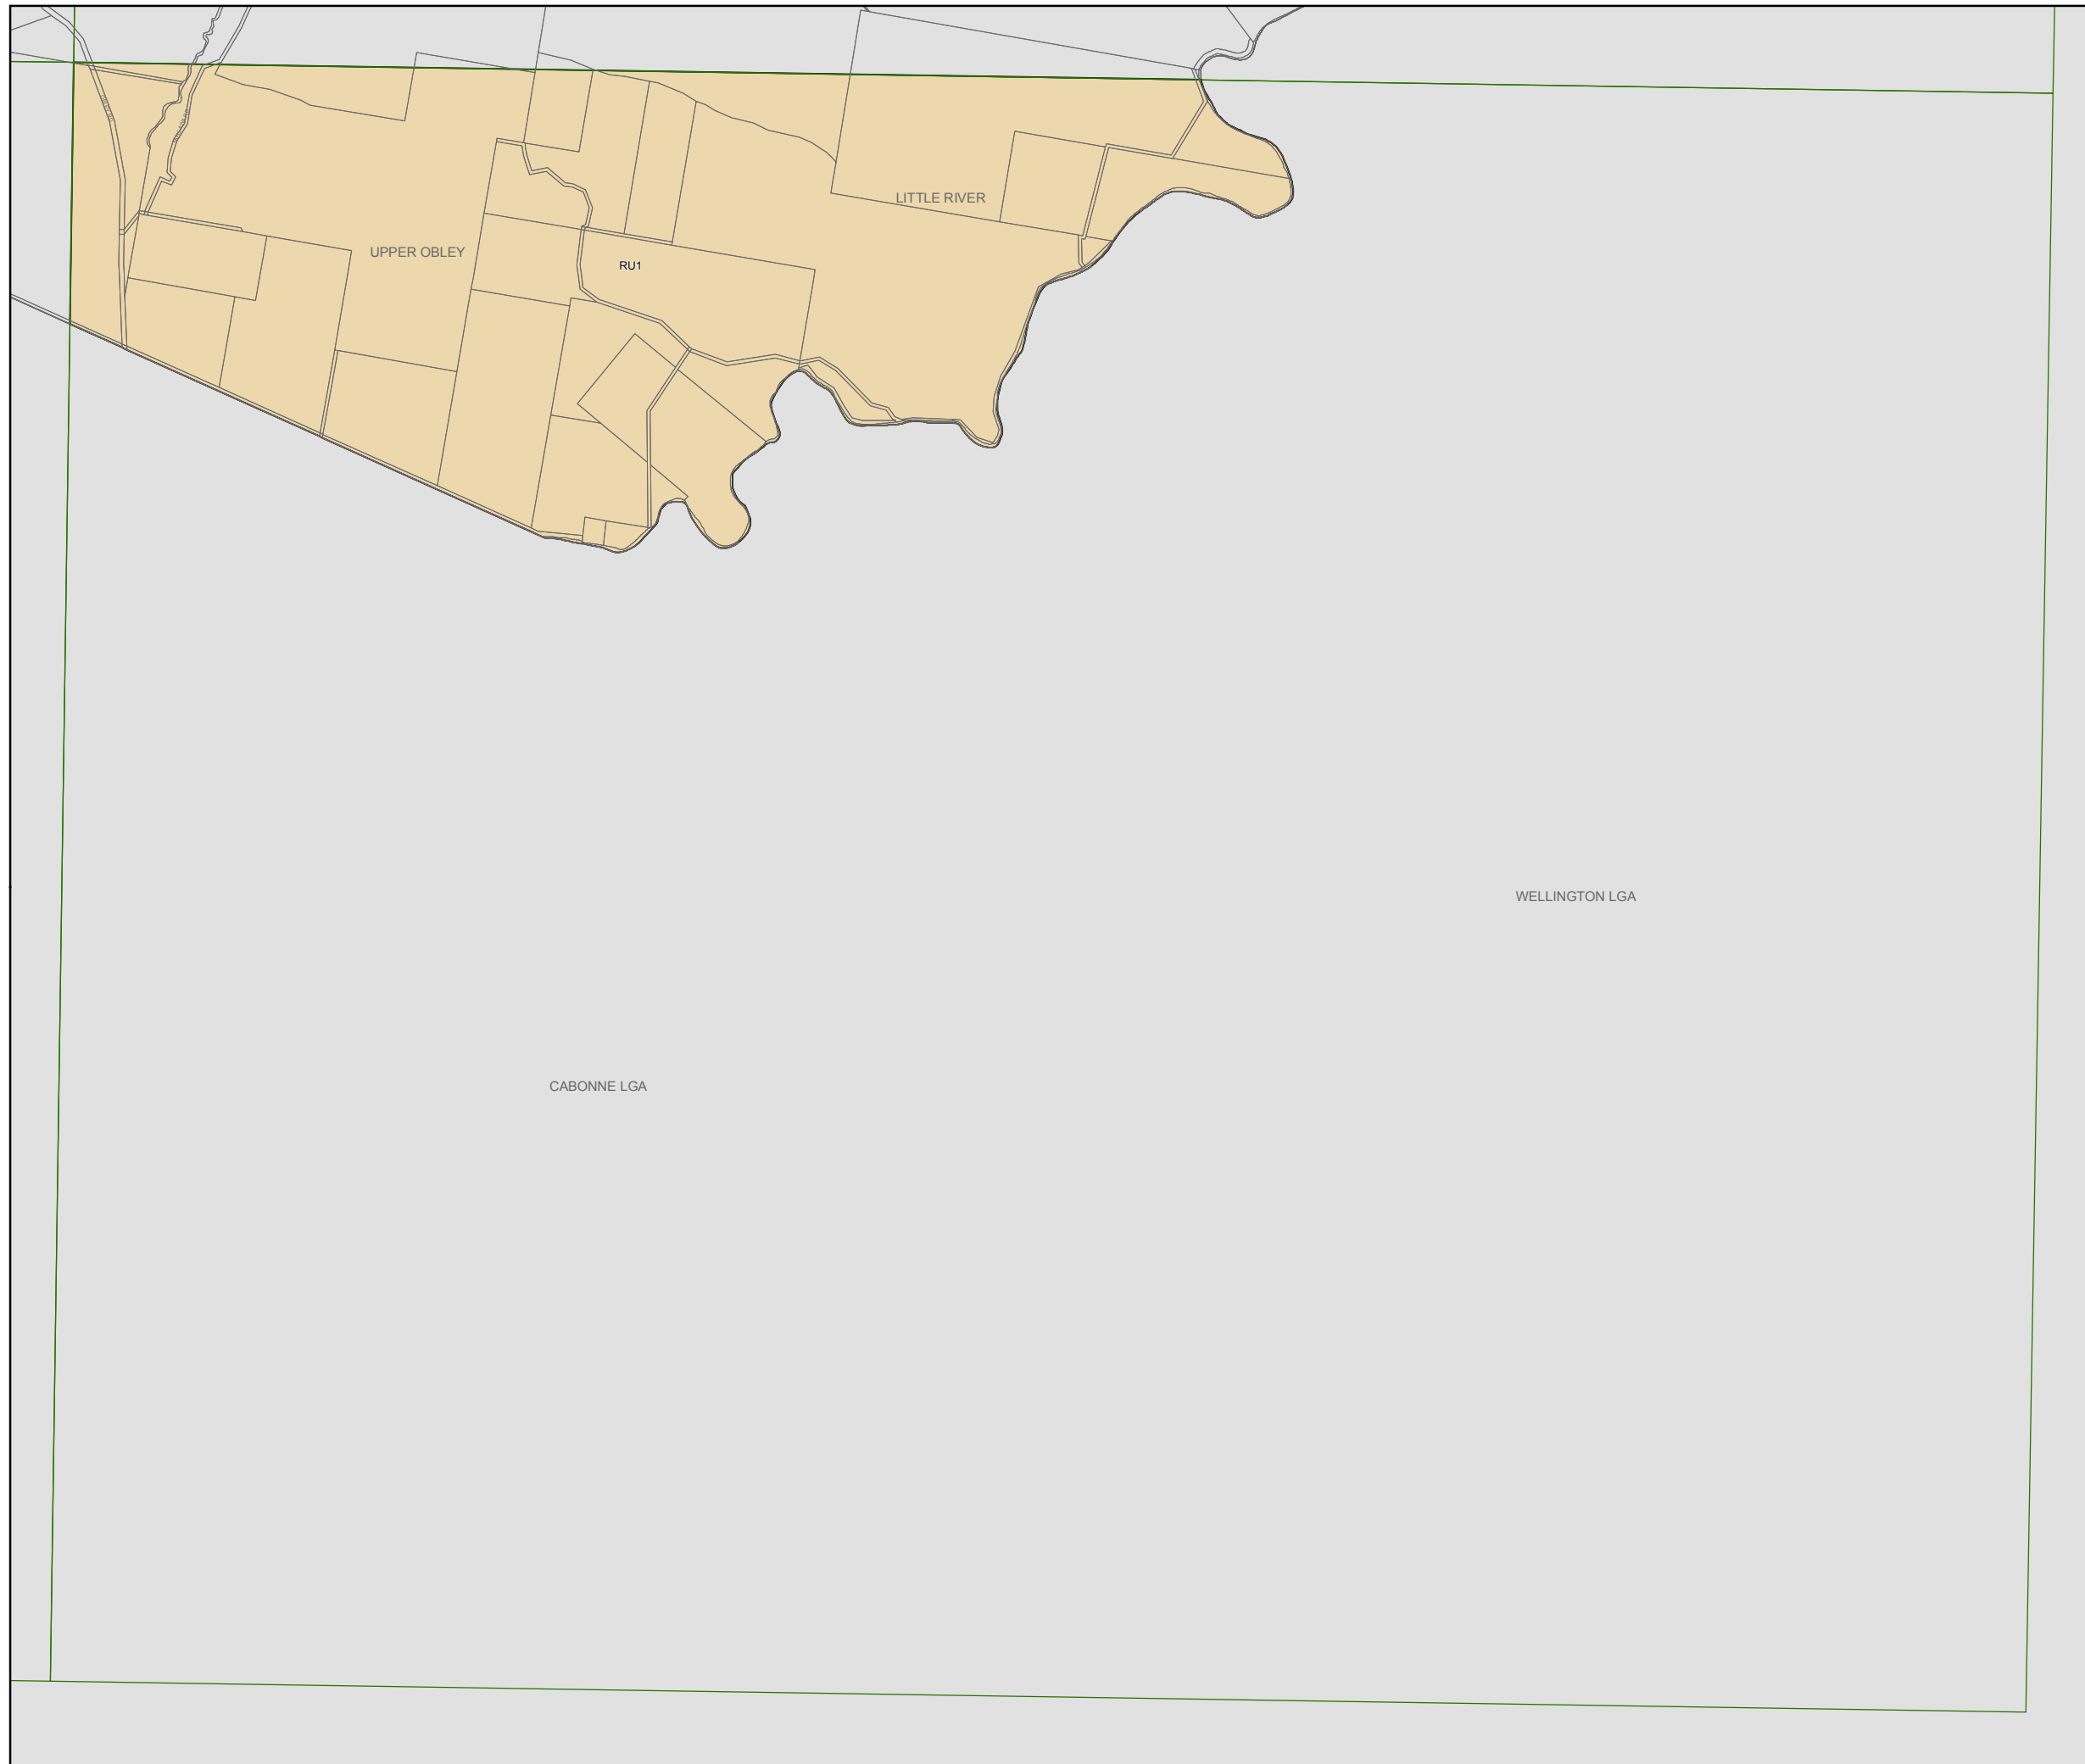 LITTLE RIVER
UPPER OBLEY
RU1
WELLINGTON LGA
CABONNE LGA